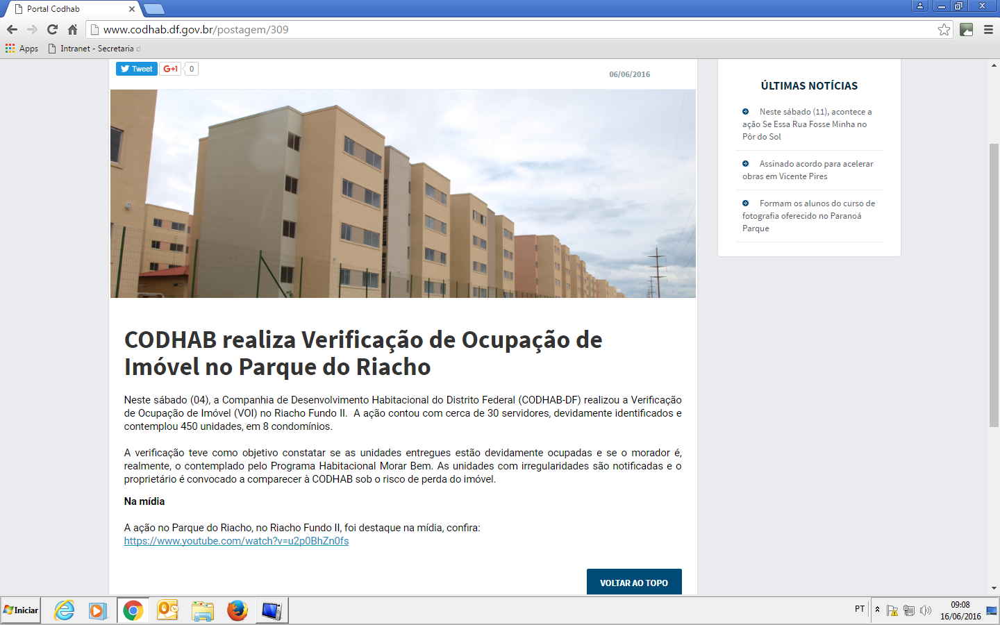 Portal Codhab
www.codhab.df.gov.br/postagem/309
Apps
Intranet - Secretaria d
Tweet
G+1
0
06/06/2016
CODHAB realiza Verificação de Ocupação de
Imóvel no Parque do Riacho
Neste sábado (04), a Companhia de Desenvolvimento Habitacional do Distrito Federal (CODHAB-DF) realizou a Verificação
de Ocupação de Imóvel (VOI) no Riacho Fundo II.  A ação contou com cerca de 30 servidores, devidamente identificados e
contemplou 450 unidades, em 8 condomínios.
A verificação teve como objetivo constatar se as unidades entregues estão devidamente ocupadas e se o morador é,
realmente, o contemplado pelo Programa Habitacional Morar Bem. As unidades com irregularidades são notificadas e o
proprietário é convocado a comparecer à CODHAB sob o risco de perda do imóvel.
Na mídia
A ação no Parque do Riacho, no Riacho Fundo II, foi destaque na mídia, confira:
https://www.youtube.com/watch?v=u2p0BhZn0fs
VOLTAR AO TOPO
ÚLTIMAS NOTÍCIAS
Neste sábado (11), acontece a
ação Se Essa Rua Fosse Minha no
Pôr do Sol
Assinado acordo para acelerar
obras em Vicente Pires
Formam os alunos do curso de
fotografia oferecido no Paranoá
Parque
Iniciar
PT
09:08
16/06/2016